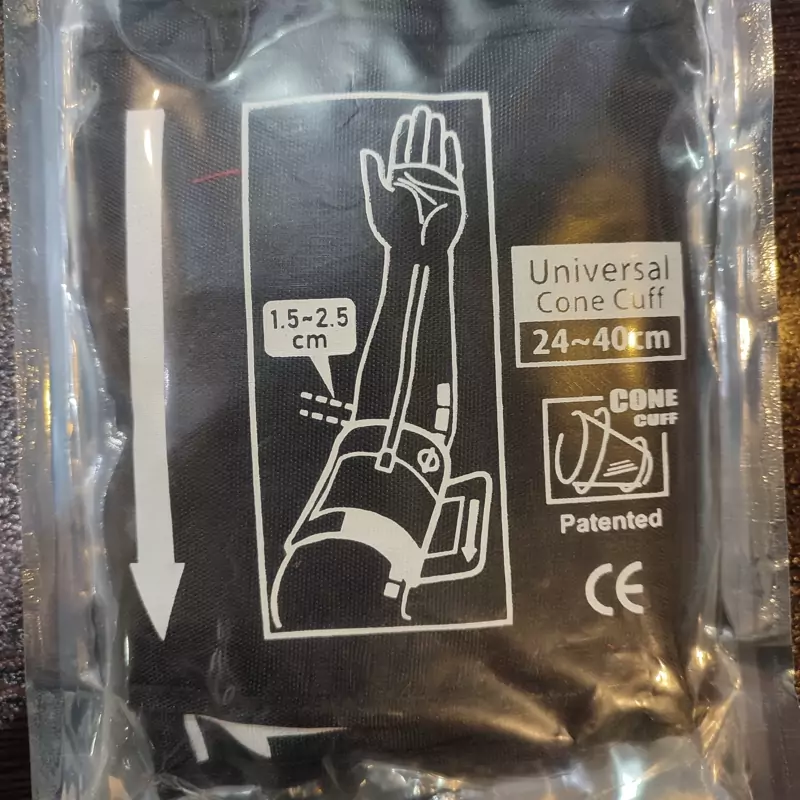 1.5~2.5
cm
Universal
Cone Cuff
24~40cm
CONE
CUFF
Patented
CE